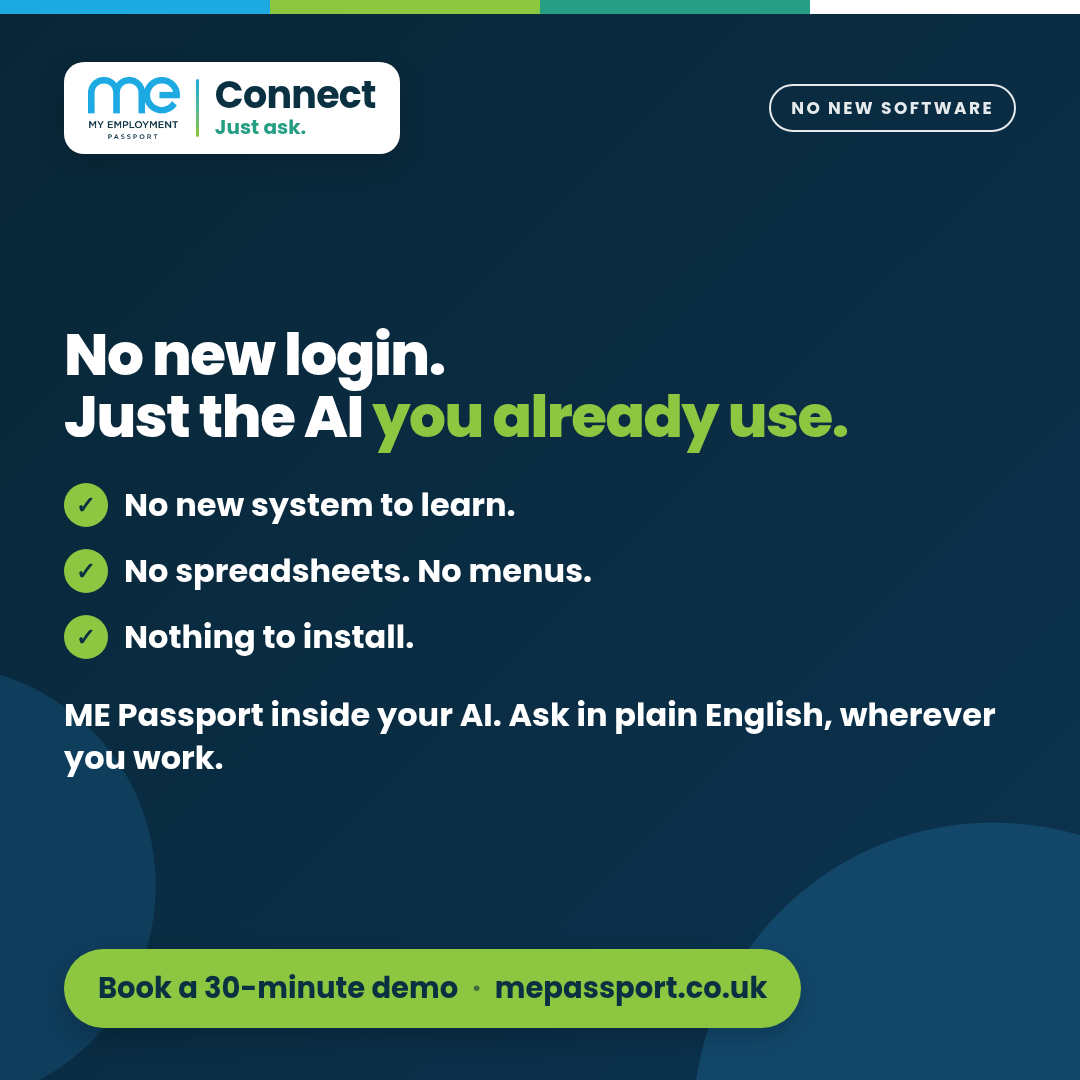 me
MY EMPLOYMENT
PASSPORT
Connect
Just ask.
NO NEW SOFTWARE
No new login.
Just the AI you already use.
✓ No new system to learn.
✓ No spreadsheets. No menus.
✓ Nothing to install.
ME Passport inside your AI. Ask in plain English, wherever
you work.
Book a 30-minute demo · mepassport.co.uk